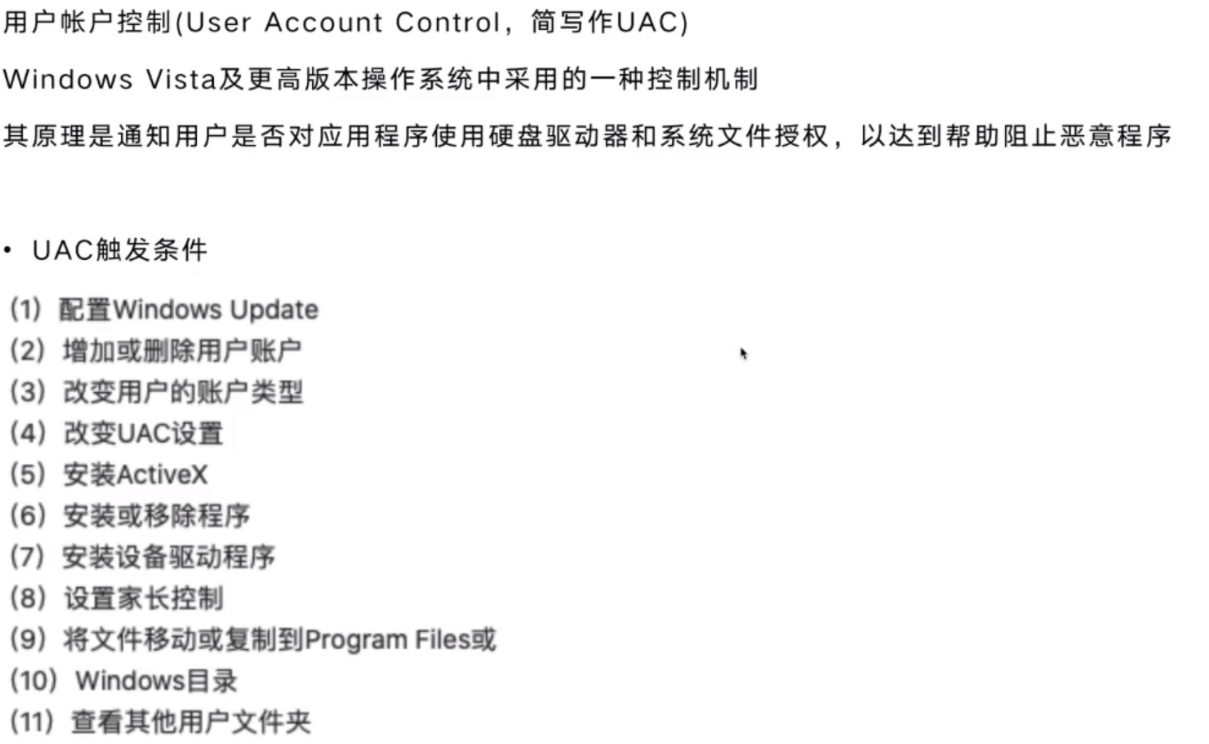 用户帐户控制(User Account Control，简写作UAC)
Windows Vista及更高版本操作系统中采用的一种控制机制
其原理是通知用户是否对应用程序使用硬盘驱动器和系统文件授权，以达到帮助阻止恶意程序
• UAC触发条件
（1）配置Windows Update
（2）增加或删除用户账户
（3）改变用户的账户类型
（4）改变UAC设置
（5）安装ActiveX
（6）安装或移除程序
（7）安装设备驱动程序
（8）设置家长控制
（9）将文件移动或复制到Program Files或
（10）Windows目录
（11）查看其他用户文件夹